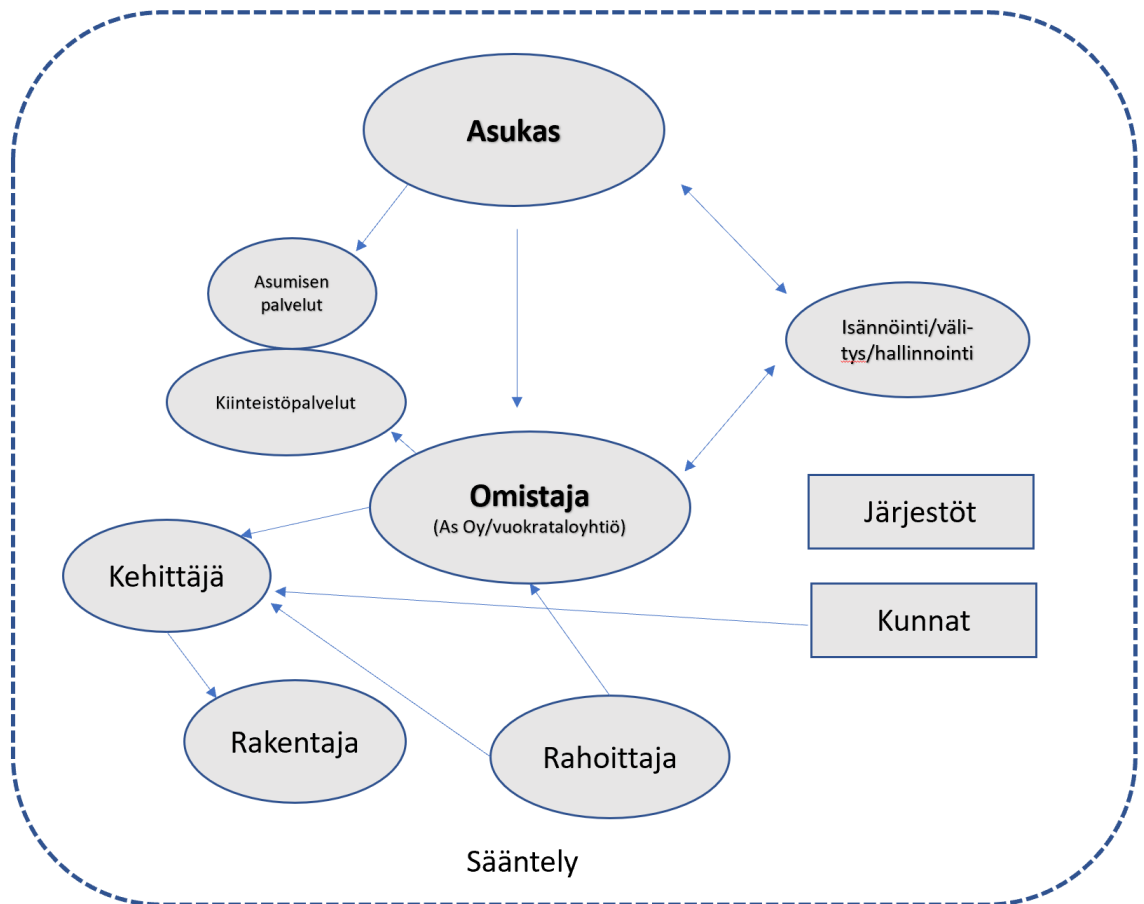 Asukas
Asumisen
palvelut
Isännöinti/väli-
tys/hallinnointi
Kiinteistöpalvelut
Omistaja
(As Oy/vuokrataloyhtiö)
Järjestöt
Kehittäjä
Kunnat
Rakentaja
Rahoittaja
Sääntely